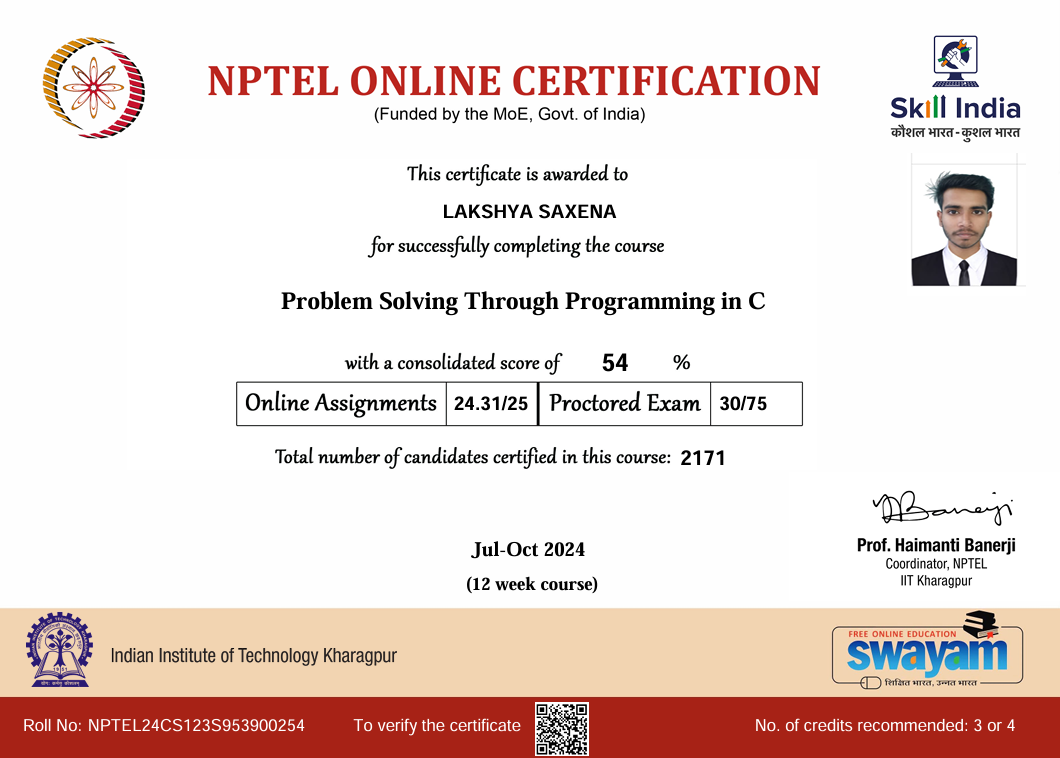 NPTEL ONLINE CERTIFICATION
(Funded by the MoE, Govt. of India)
Skill India
कौशल भारत - कुशल भारत
This certificate is awarded to
LAKSHYA SAXENA
for successfully completing the course
Problem Solving Through Programming in C
with a consolidated score of 54 %
Online Assignments 24.31/25 Proctored Exam 30/75
Total number of candidates certified in this course: 2171
Jul-Oct 2024
(12 week course)
Prof. Haimanti Banerji
Coordinator, NPTEL
IIT Kharagpur
Indian Institute of Technology Kharagpur
FREE ONLINE EDUCATION
swayam
शिक्षित भारत, उन्नत भारत
Roll No: NPTEL24CS123S953900254 To verify the certificate No. of credits recommended: 3 or 4